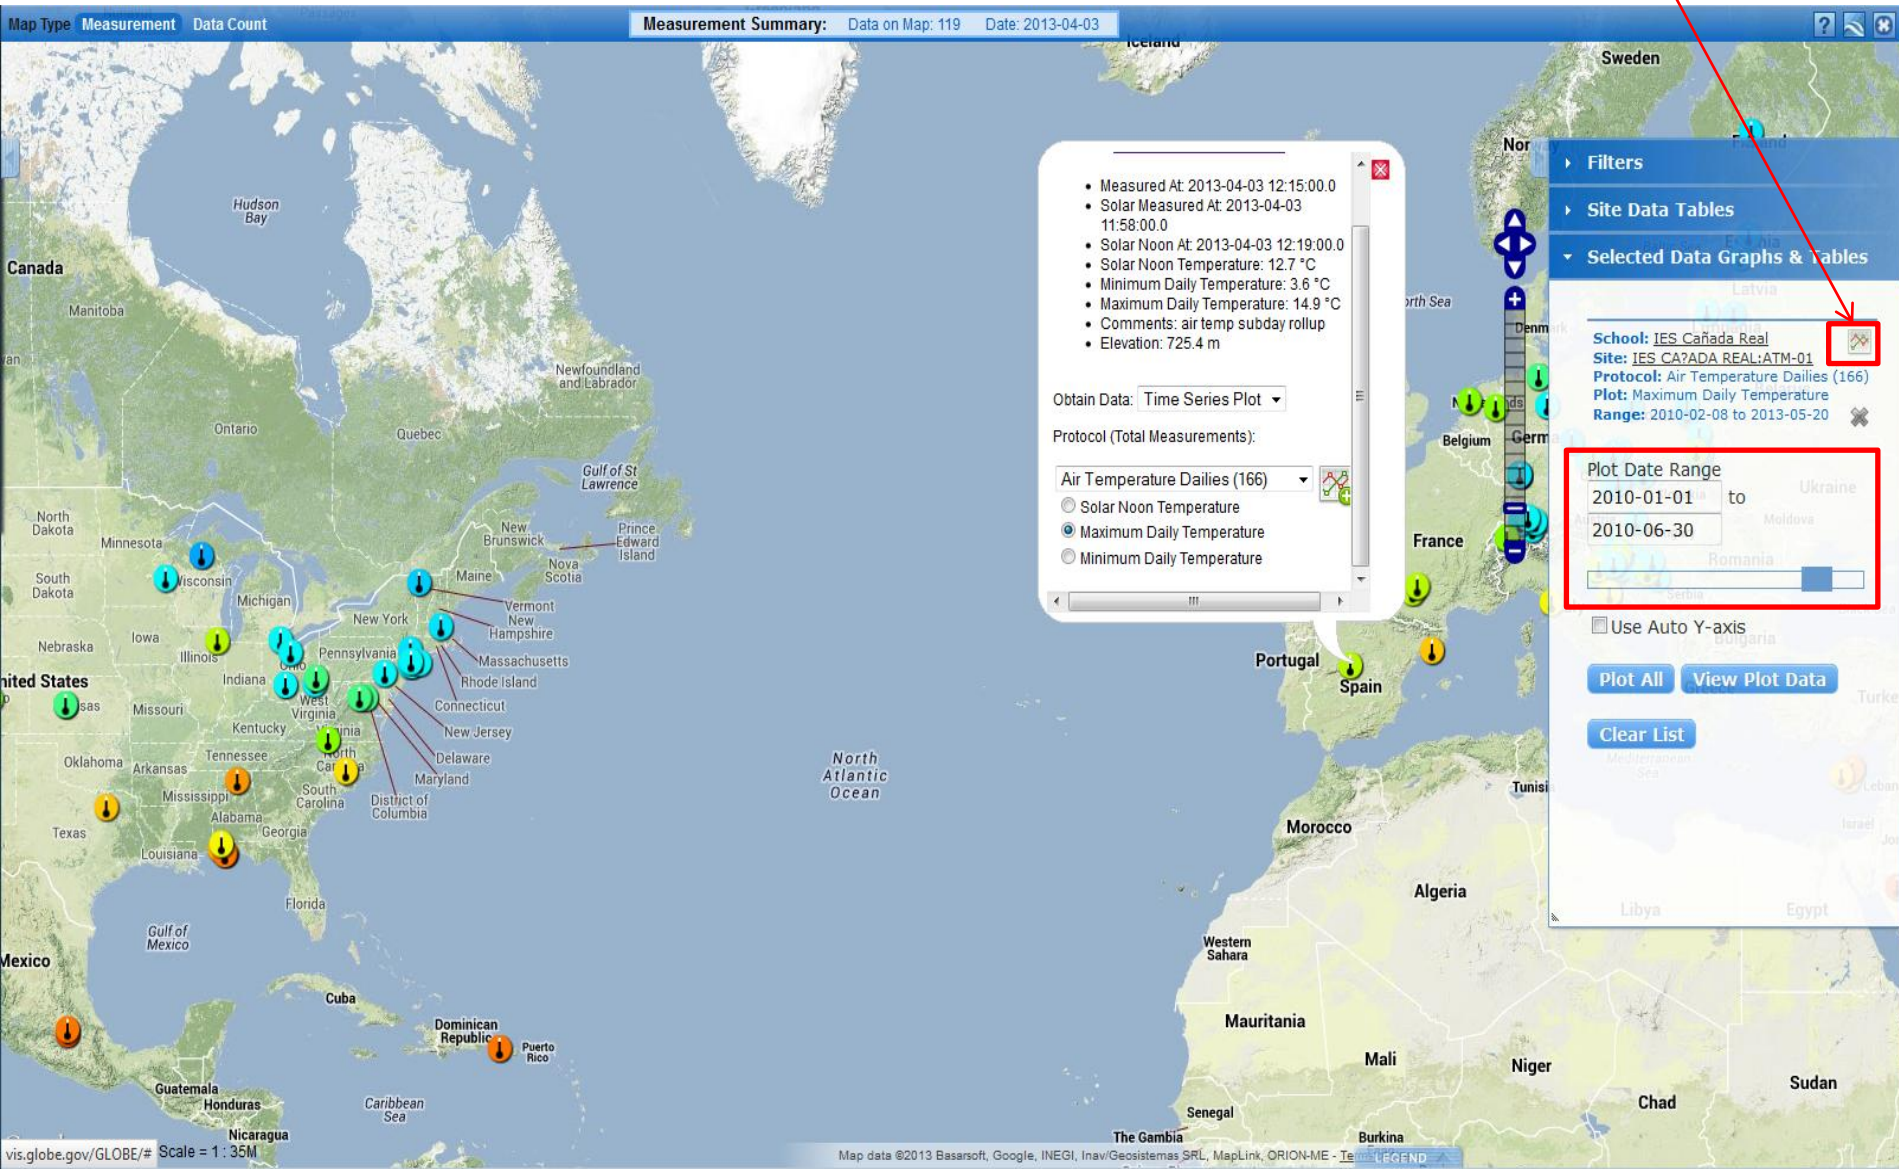 Map Type Measurement Data Count
Measurement Summary: Data on Map: 119 Date: 2013-04-03
?
Iceland
Sweden
Finland
Filters
Site Data Tables
Selected Data Graphs & Tables
Latvia
School: IES Cañada Real
Site: IES CA?ADA REAL:ATM-01
Protocol: Air Temperature Dailies (166)
Plot: Maximum Daily Temperature
Range: 2010-02-08 to 2013-05-20
Plot Date Range
2010-01-01 to
2010-06-30
Ukraine
Moldova
Romania
Serbia
Use Auto Y-axis
Bulgaria
Plot All View Plot Data
Greece
Clear List
Mediterranean
Sea
Israel
Libya
Egypt
Measured At: 2013-04-03 12:15:00.0
Solar Measured At: 2013-04-03
11:58:00.0
Solar Noon At: 2013-04-03 12:19:00.0
Solar Noon Temperature: 12.7 °C
Minimum Daily Temperature: 3.6 °C
Maximum Daily Temperature: 14.9 °C
Comments: air temp subday rollup
Elevation: 725.4 m
Obtain Data: Time Series Plot
Protocol (Total Measurements):
Air Temperature Dailies (166)
Solar Noon Temperature
Maximum Daily Temperature
Minimum Daily Temperature
Hudson
Bay
Canada
Manitoba
Ontario
Quebec
Newfoundland
and Labrador
Gulf of St
Lawrence
North
Dakota
Minnesota
New
Brunswick
Prince
Edward
Island
Nova
Scotia
Maine
South
Dakota
Wisconsin
Michigan
New York
Vermont
New
Hampshire
Nebraska
Iowa
Illinois
Pennsylvania
Ohio
Massachusetts
Rhode Island
Indiana
West
Virginia
Connecticut
Missouri
Kentucky
New Jersey
Delaware
Maryland
Oklahoma
Arkansas
Tennessee
North
South
Carolina
District of
Columbia
Mississippi
Alabama
Georgia
Texas
Louisiana
Florida
Gulf of
Mexico
Mexico
Cuba
Dominican
Republic
Puerto
Rico
Guatemala
Honduras
Caribbean
Sea
Nicaragua
North
Atlantic
Ocean
Belgium
France
Portugal
Spain
Morocco
Algeria
Western
Sahara
Mauritania
Mali
Niger
Chad
Sudan
Senegal
The Gambia
Burkina
vis.globe.gov/GLOBE/# Scale = 1 : 35M
Map data ©2013 Basarsoft, Google, INEGI, Inav/Geosistemas SRL, MapLink, ORION-ME -
LEGEND